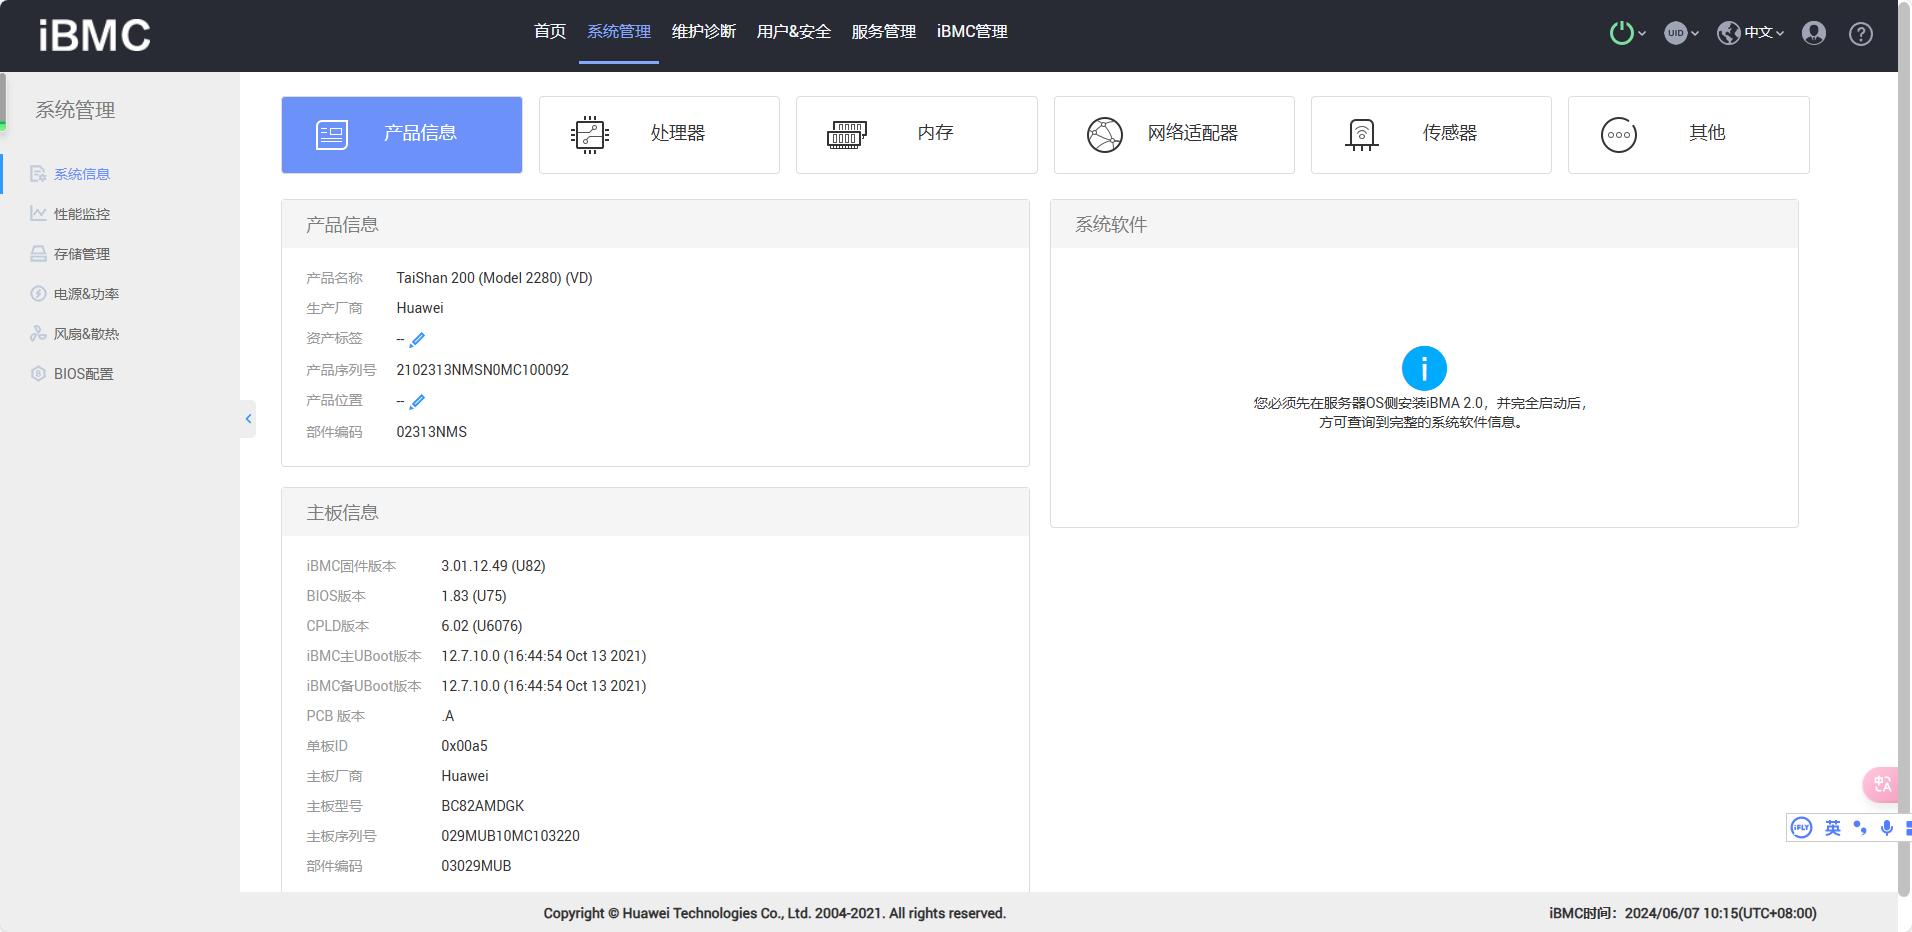 iBMC
首页 系统管理 维护诊断 用户&安全 服务管理 iBMC管理
UID 中文
系统管理
系统信息
性能监控
存储管理
电源&功率
风扇&散热
BIOS配置
产品信息 处理器 内存 网络适配器 传感器 其他
产品信息
产品名称 TaiShan 200 (Model 2280) (VD)
生产厂商 Huawei
资产标签 --
产品序列号 2102313NMSN0MC100092
产品位置 --
部件编码 02313NMS
系统软件
您必须先在服务器OS侧安装iBMA 2.0，并完全启动后，
方可查询到完整的系统软件信息。
主板信息
iBMC固件版本 3.01.12.49 (U82)
BIOS版本 1.83 (U75)
CPLD版本 6.02 (U6076)
iBMC主UBoot版本 12.7.10.0 (16:44:54 Oct 13 2021)
iBMC备UBoot版本 12.7.10.0 (16:44:54 Oct 13 2021)
PCB 版本 .A
单板ID 0x00a5
主板厂商 Huawei
主板型号 BC82AMDGK
主板序列号 029MUB10MC103220
部件编码 03029MUB
iFLY 英
Copyright © Huawei Technologies Co., Ltd. 2004-2021. All rights reserved.
iBMC时间：2024/06/07 10:15(UTC+08:00)